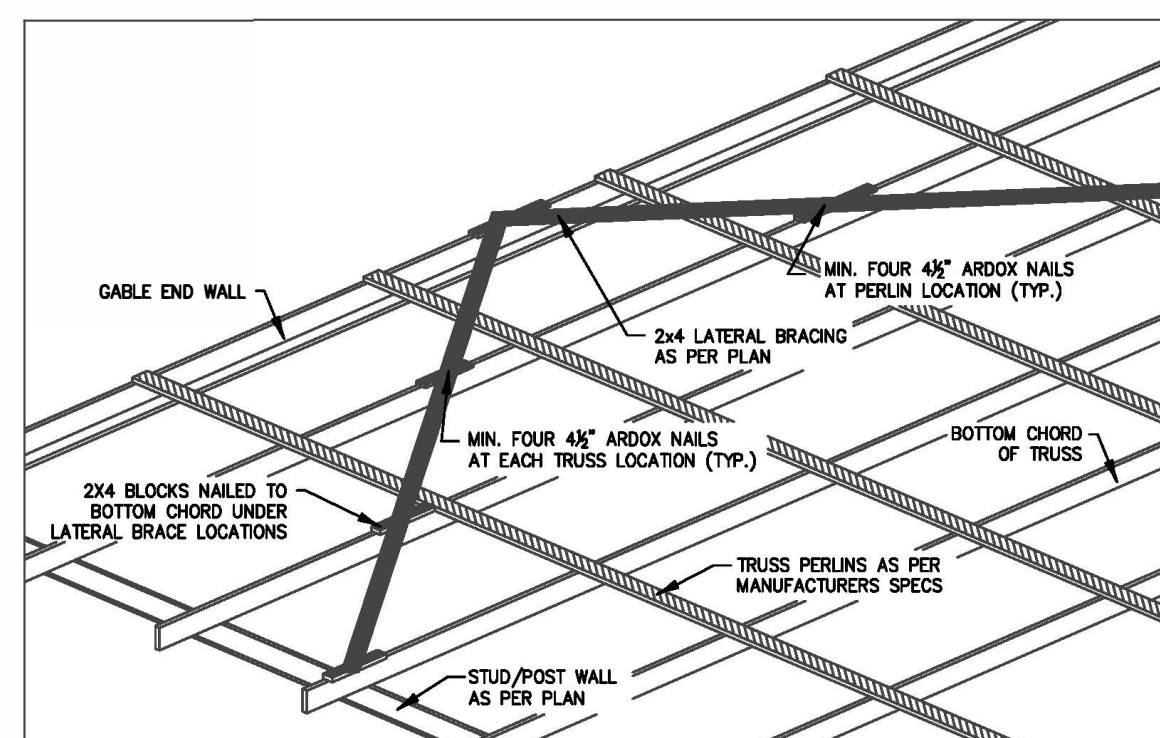 GABLE END WALL
MIN. FOUR 4½" ARDOX NAILS
AT PERLIN LOCATION (TYP.)
2x4 LATERAL BRACING
AS PER PLAN
MIN. FOUR 4½" ARDOX NAILS
AT EACH TRUSS LOCATION (TYP.)
BOTTOM CHORD
OF TRUSS
2X4 BLOCKS NAILED TO
BOTTOM CHORD UNDER
LATERAL BRACE LOCATIONS
TRUSS PERLINS AS PER
MANUFACTURERS SPECS
STUD/POST WALL
AS PER PLAN